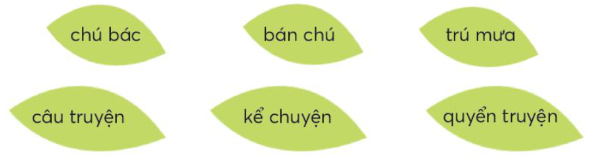 chú bác
bán chú
trú mưa
câu truyện
kể chuyện
quyển truyện